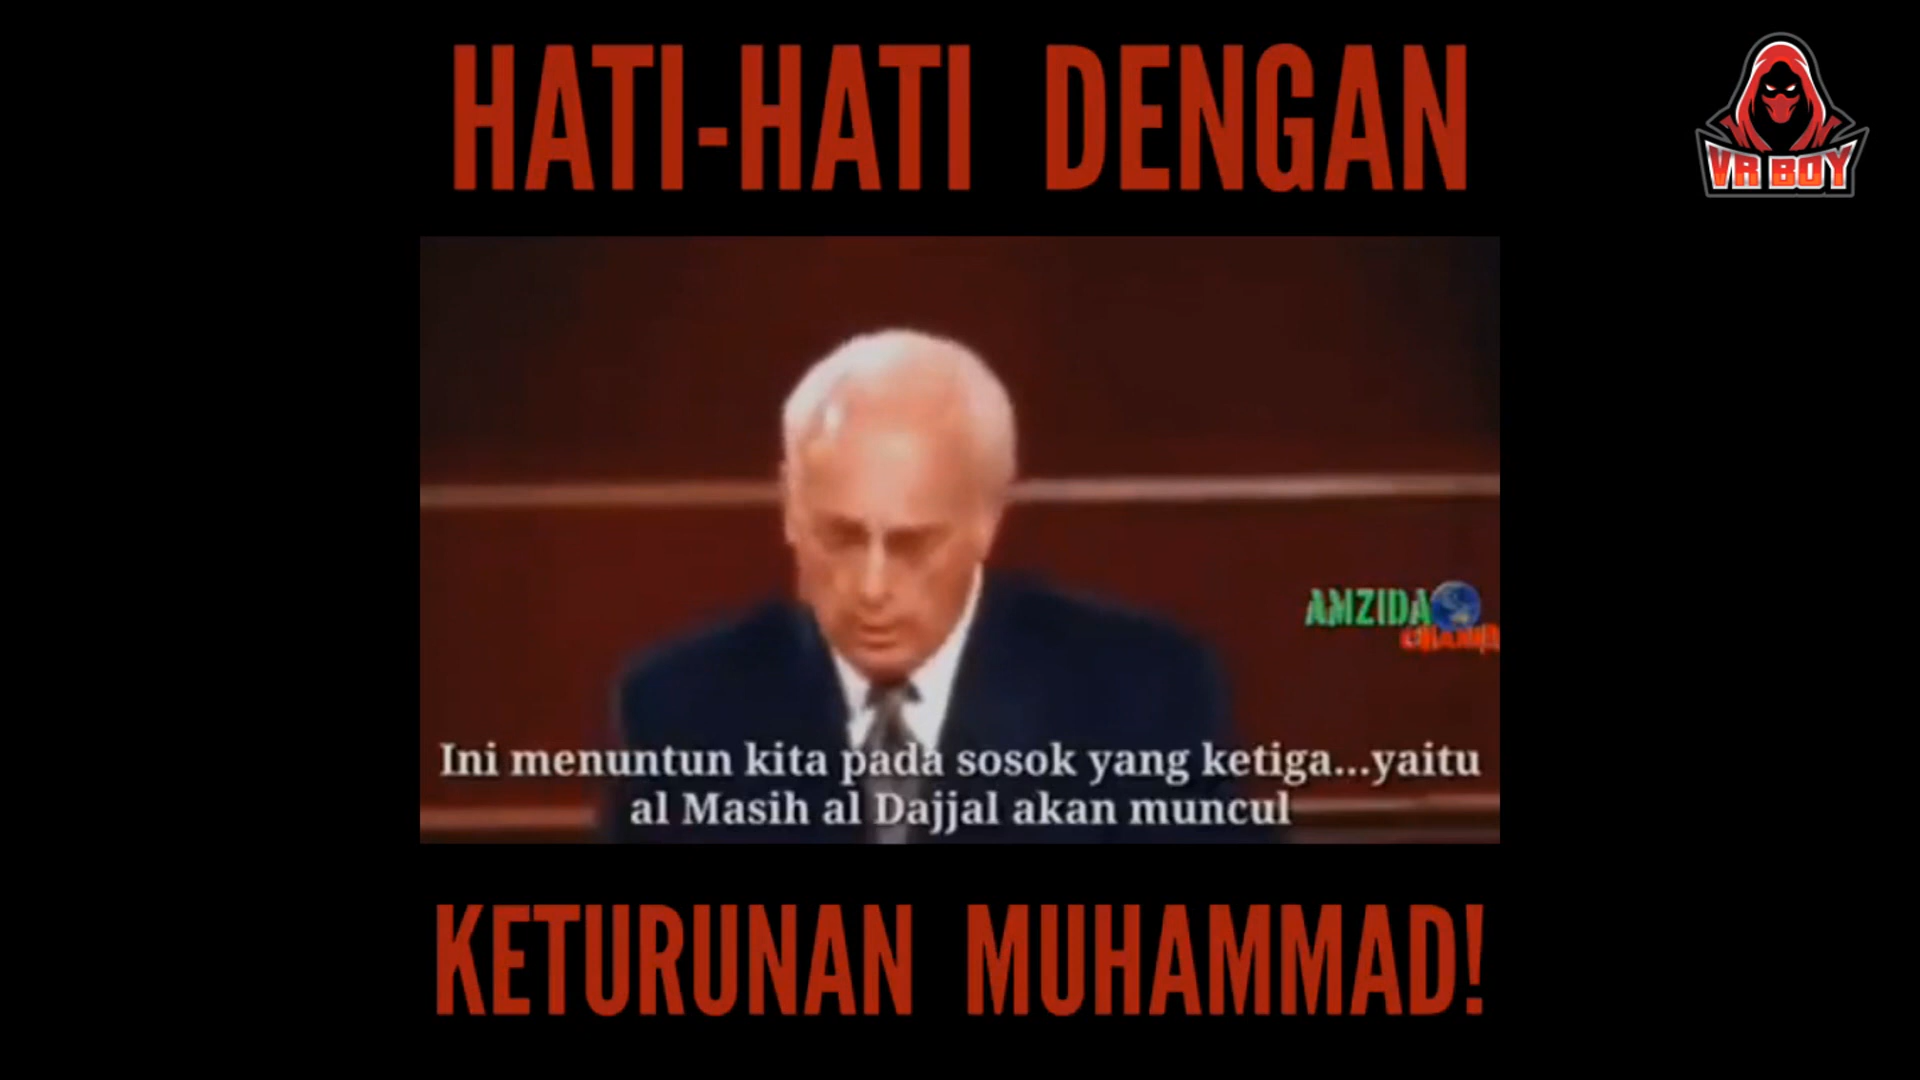 HATI-HATI DENGAN
VR BOY
AMZIDA
Ini menuntun kita pada sosok yang ketiga...yaitu
al Masih al Dajjal akan muncul
KETURUNAN MUHAMMAD!